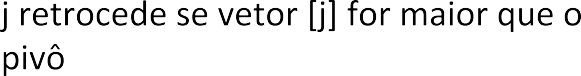 j retrocede se vetor [j] for maior que o
pivô